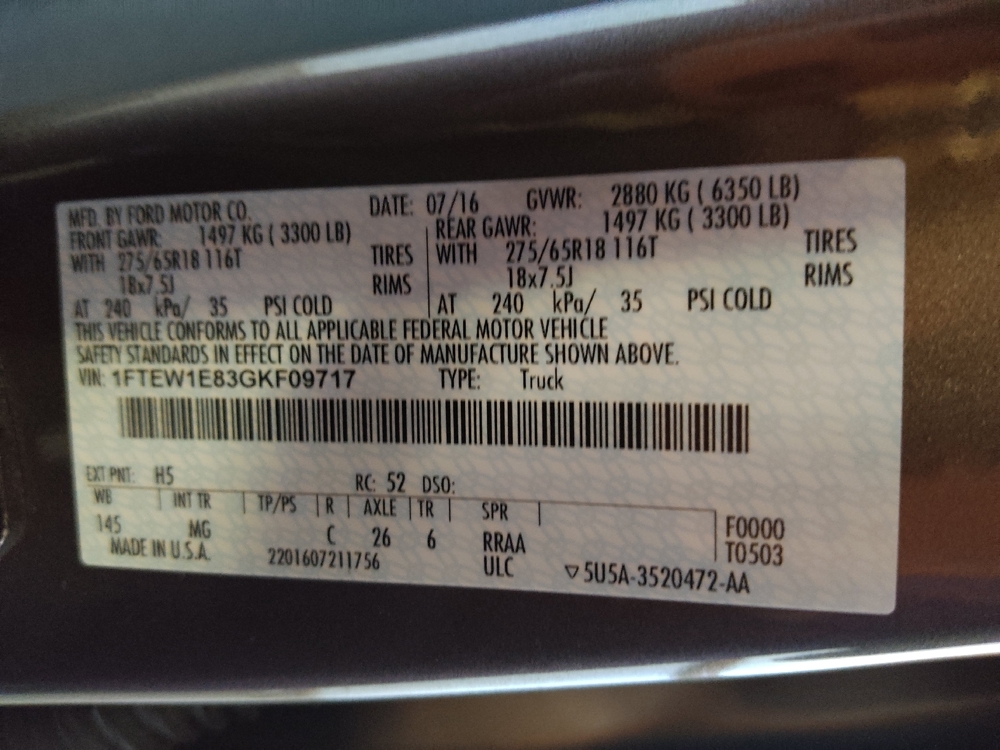 MFD. BY FORD MOTOR CO. DATE: 07/16 GVWR: 2880 KG ( 6350 LB)
FRONT GAWR: 1497 KG ( 3300 LB) REAR GAWR: 1497 KG ( 3300 LB)
WITH 275/65R18 116T TIRES WITH 275/65R18 116T TIRES
18x7.5J RIMS 18x7.5J RIMS
AT 240 kPa/ 35 PSI COLD AT 240 kPa/ 35 PSI COLD
THIS VEHICLE CONFORMS TO ALL APPLICABLE FEDERAL MOTOR VEHICLE
SAFETY STANDARDS IN EFFECT ON THE DATE OF MANUFACTURE SHOWN ABOVE.
VIN: 1FTEW1E83GKF09717 TYPE: Truck
EXT PNT: H5 RC: 52 DSO:
WB INT TR TP/PS R AXLE TR SPR
145 MG C 26 6 RRAA F0000
MADE IN U.S.A. 2201607211756 ULC T0503
▽5U5A-3520472-AA